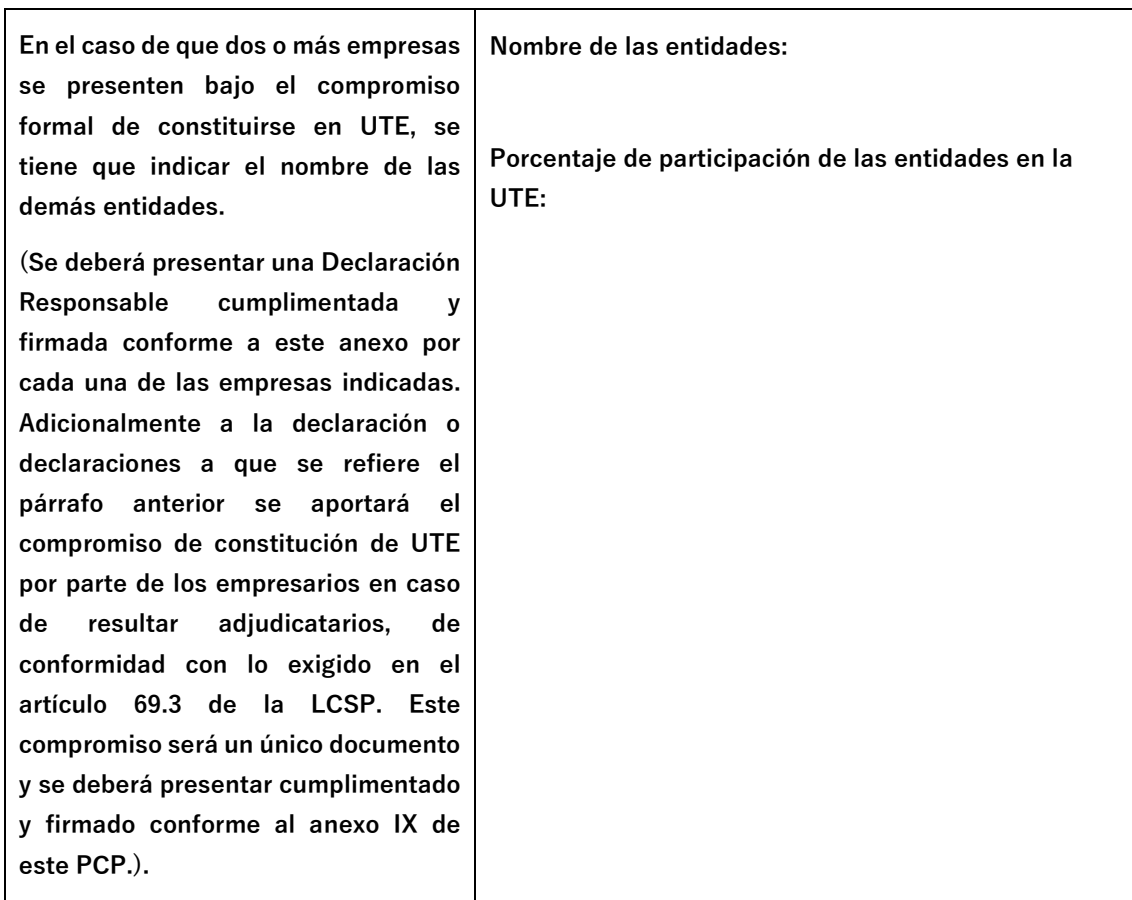 En el caso de que dos o más empresas
se presenten bajo el compromiso
formal de constituirse en UTE, se
tiene que indicar el nombre de las
demás entidades.
(Se deberá presentar una Declaración
Responsable cumplimentada y
firmada conforme a este anexo por
cada una de las empresas indicadas.
Adicionalmente a la declaración o
declaraciones a que se refiere el
párrafo anterior se aportará el
compromiso de constitución de UTE
por parte de los empresarios en caso
de resultar adjudicatarios, de
conformidad con lo exigido en el
artículo 69.3 de la LCSP. Este
compromiso será un único documento
y se deberá presentar cumplimentado
y firmado conforme al anexo IX de
este PCP.).
Nombre de las entidades:
Porcentaje de participación de las entidades en la
UTE: